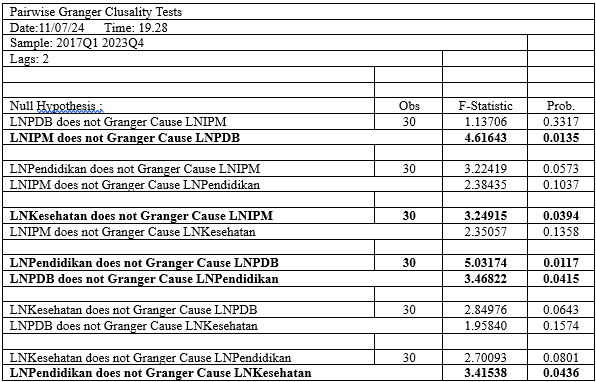 Pairwise Granger Clusality Tests
Date:11/07/24 Time: 19.28
Sample: 2017Q1 2023Q4
Lags: 2
Null Hypothesis : Obs F-Statistic Prob.
LNPDB does not Granger Cause LNIPM 30 1.13706 0.3317
LNIPM does not Granger Cause LNPDB 4.61643 0.0135
LNPendidikan does not Granger Cause LNIPM 30 3.22419 0.0573
LNIPM does not Granger Cause LNPendidikan 2.38435 0.1037
LNKesehatan does not Granger Cause LNIPM 30 3.24915 0.0394
LNIPM does not Granger Cause LNKesehatan 2.35057 0.1358
LNPendidikan does not Granger Cause LNPDB 30 5.03174 0.0117
LNPDB does not Granger Cause LNPendidikan 3.46822 0.0415
LNKesehatan does not Granger Cause LNPDB 30 2.84976 0.0643
LNPDB does not Granger Cause LNKesehatan 1.95840 0.1574
LNKesehatan does not Granger Cause LNPendidikan 30 2.70093 0.0801
LNPendidikan does not Granger Cause LNKesehatan 3.41538 0.0436